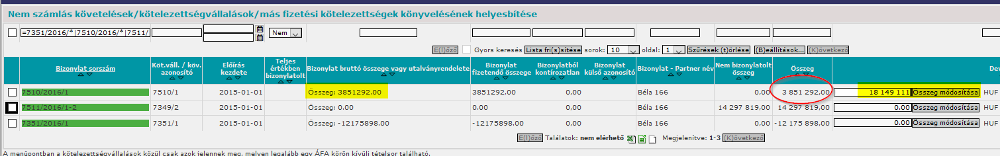 Nem számlás követelések/kötelezettségvállalások/más fizetési kötelezettségek könyvelésének helyesbítése
=7351/2016/*|7510/2016/*|7511/ Nem
E(l)őző Gyors keresés Lista fri(s)sítése sorok: 10 oldal: 1 Szűrések (t)örlése (B)eállítások... (K)övetkező
Bizonylat sorszám Köt.váll. / köv. azonosító Előírás kezdete Teljes értékben bizonylatolt Bizonylat bruttó összege vagy utalványrendelete Bizonylat fizetendő összege Bizonylatból kontírozatlan Bizonylat külső azonosító Bizonylat - Partner név Nem bizonylatolt összeg Összeg Dev
7510/2016/1 7510/1 2015-01-01 Összeg: 3851292.00 3851292.00 0,00 Béla 166 0,00 3 851 292,00 18 149 111 Összeg módosítása HUF
7511/2016/1-2 7349/2 2015-01-01 Összeg: 0.00 0.00 0,00 Béla 166 14 297 819,00 14 297 819,00 0.00 Összeg módosítása HUF
7351/2016/1 7351/1 2015-01-01 Összeg: -12175898.00 -12175898.00 0,00 Béla 166 0,00 -12 175 898,00 0.00 Összeg módosítása HUF
E(l)őző Találatok: nem elérhető Megjelenítve: 1-3 (K)övetkező
A menüpontban a kötelezettségvállalások közül csak azok jelennek meg, melyen legalább egy ÁFA körön kívüli tételsor található.